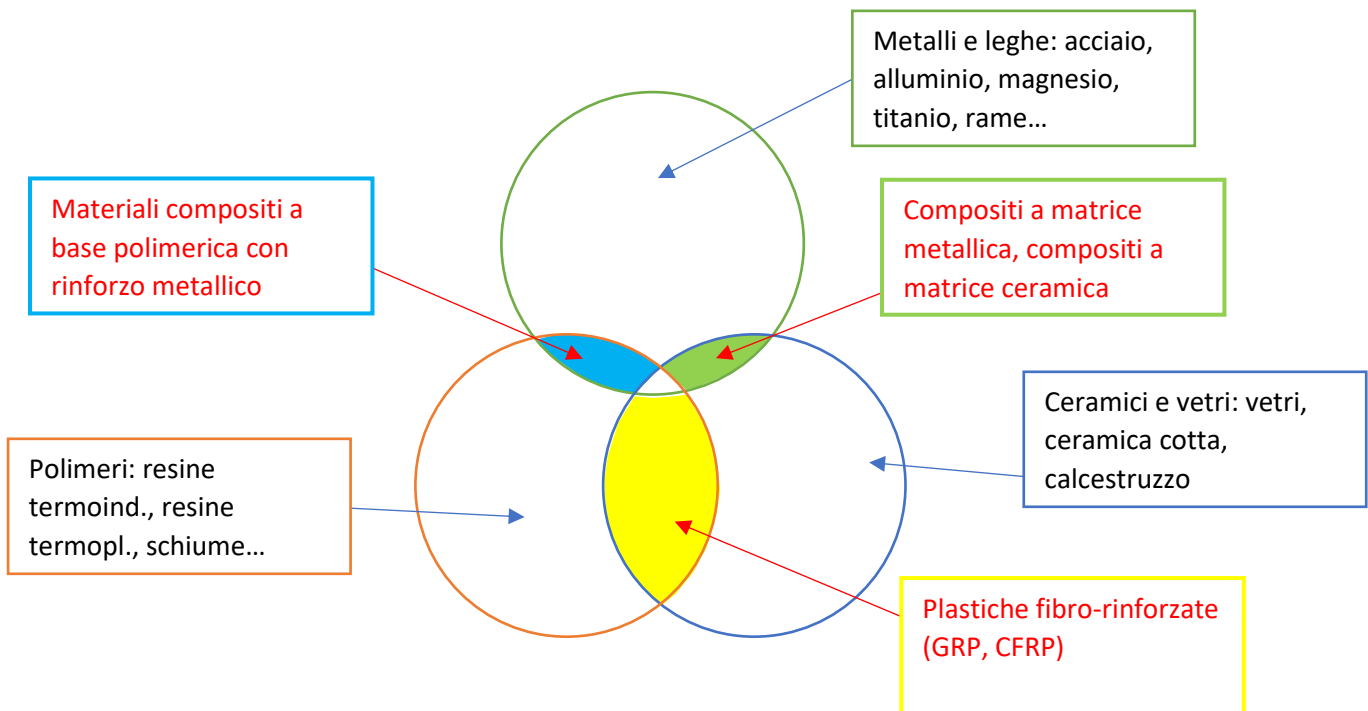 Metalli e leghe: acciaio,
alluminio, magnesio,
titanio, rame…
Materiali compositi a
base polimerica con
rinforzo metallico
Compositi a matrice
metallica, compositi a
matrice ceramica
Ceramici e vetri: vetri,
ceramica cotta,
calcestruzzo
Polimeri: resine
termoind., resine
termopl., schiume…
Plastiche fibro-rinforzate
(GRP, CFRP)